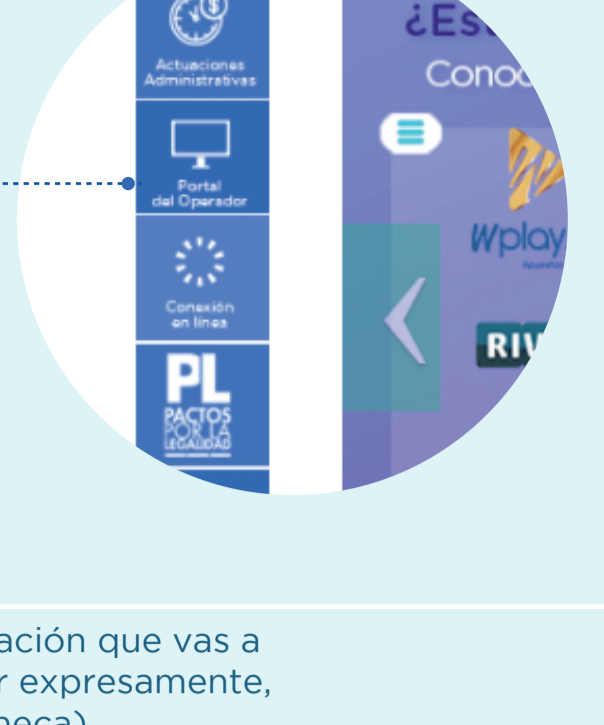 Actuaciones
Administrativas
Portal
del Operador
Conexión
en línea
PL
PACTOS
POR LA
LEGALIDAD
¿Es
Conoc
Wplay
RIV
ación que vas a
r expresamente,
neca)